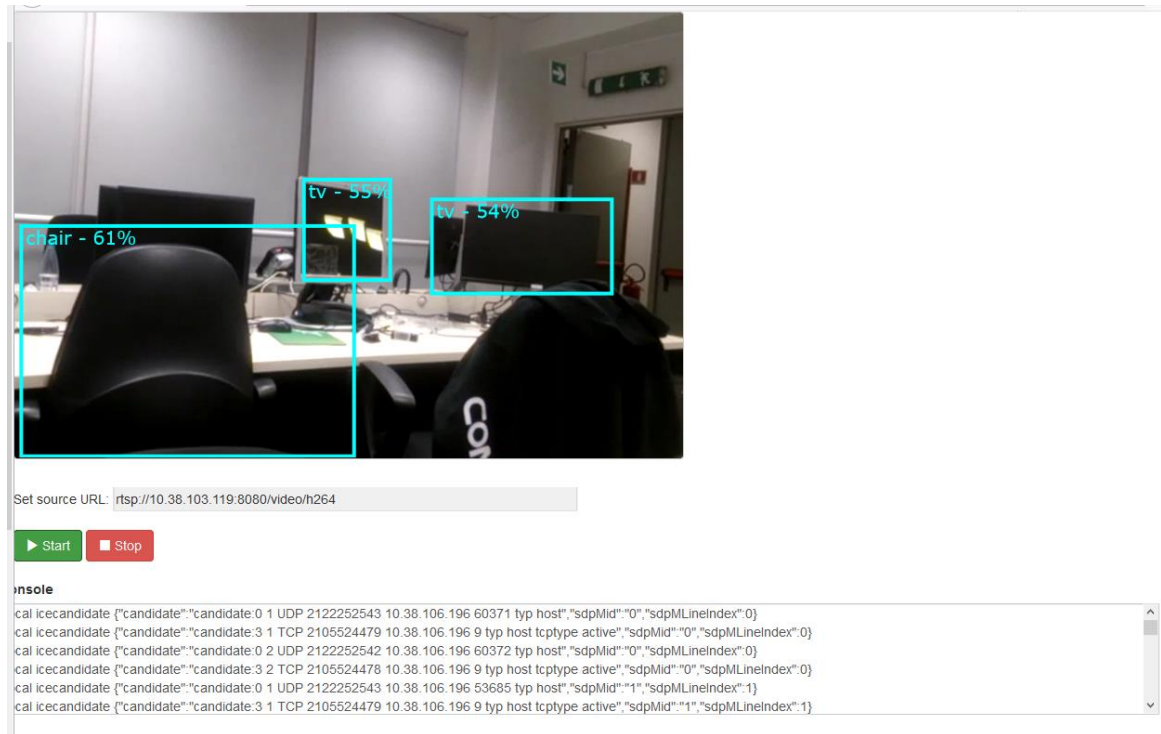 tv - 55%
tv - 54%
chair - 61%
CON
Set source URL: rtsp://10.38.103.119:8080/video/h264
Start
Stop
onsole
cal icecandidate {"candidate":"candidate:0 1 UDP 2122252543 10.38.106.196 60371 typ host","sdpMid":"0","sdpMLineIndex":0}
cal icecandidate {"candidate":"candidate:3 1 TCP 2105524479 10.38.106.196 9 typ host tcptype active","sdpMid":"0","sdpMLineIndex":0}
cal icecandidate {"candidate":"candidate:0 2 UDP 2122252542 10.38.106.196 60372 typ host","sdpMid":"0","sdpMLineIndex":0}
cal icecandidate {"candidate":"candidate:3 2 TCP 2105524478 10.38.106.196 9 typ host tcptype active","sdpMid":"0","sdpMLineIndex":0}
cal icecandidate {"candidate":"candidate:0 1 UDP 2122252543 10.38.106.196 53685 typ host","sdpMid":"1","sdpMLineIndex":1}
cal icecandidate {"candidate":"candidate:3 1 TCP 2105524479 10.38.106.196 9 typ host tcptype active","sdpMid":"1","sdpMLineIndex":1}